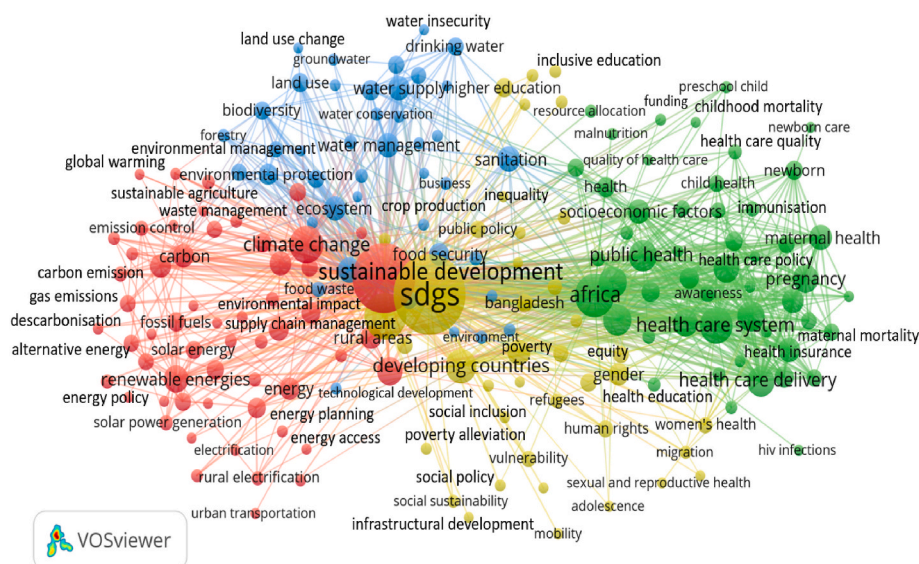 water insecurity
land use change
drinking water
groundwater
inclusive education
land use
water supply
higher education
preschool child
biodiversity
resource allocation
funding
childhood mortality
water conservation
forestry
malnutrition
newborn care
environmental management
water management
health care quality
global warming
sanitation
quality of health care
environmental protection
newborn
business
health
child health
sustainable agriculture
inequality
waste management
ecosystem
crop production
socioeconomic factors
immunisation
emission control
public policy
climate change
maternal health
carbon
food security
public health
health care policy
carbon emission
sustainable development
pregnancy
gas emissions
food waste
sdgs
africa
awareness
environmental impact
bangladesh
descarbonisation
fossil fuels
supply chain management
health care system
rural areas
environment
maternal mortality
alternative energy
solar energy
poverty
equity
health insurance
developing countries
renewable energies
gender
health care delivery
energy
technological development
energy policy
refugees
health education
solar power generation
energy planning
social inclusion
women's health
energy access
poverty alleviation
human rights
electrification
migration
hiv infections
vulnerability
rural electrification
social policy
sexual and reproductive health
social sustainability
adolescence
urban transportation
infrastructural development
mobility
VOSviewer